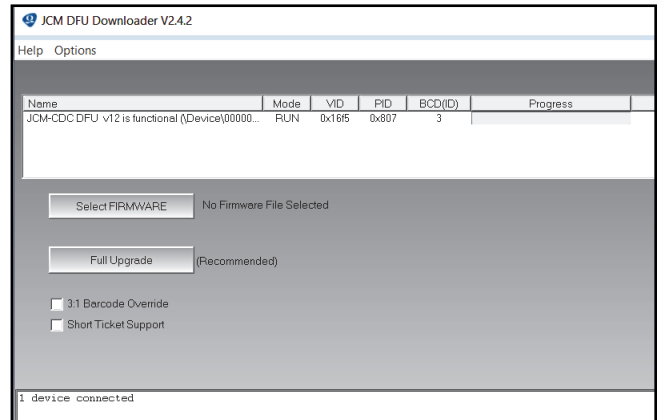 JCM DFU Downloader V2.4.2
Help Options
Name Mode VID PID BCD(ID) Progress
JCM-CDC DFU v12 is functional (\Device\00000... RUN 0x16f5 0x807 3
Select FIRMWARE No Firmware File Selected
Full Upgrade (Recommended)
3:1 Barcode Override
Short Ticket Support
1 device connected